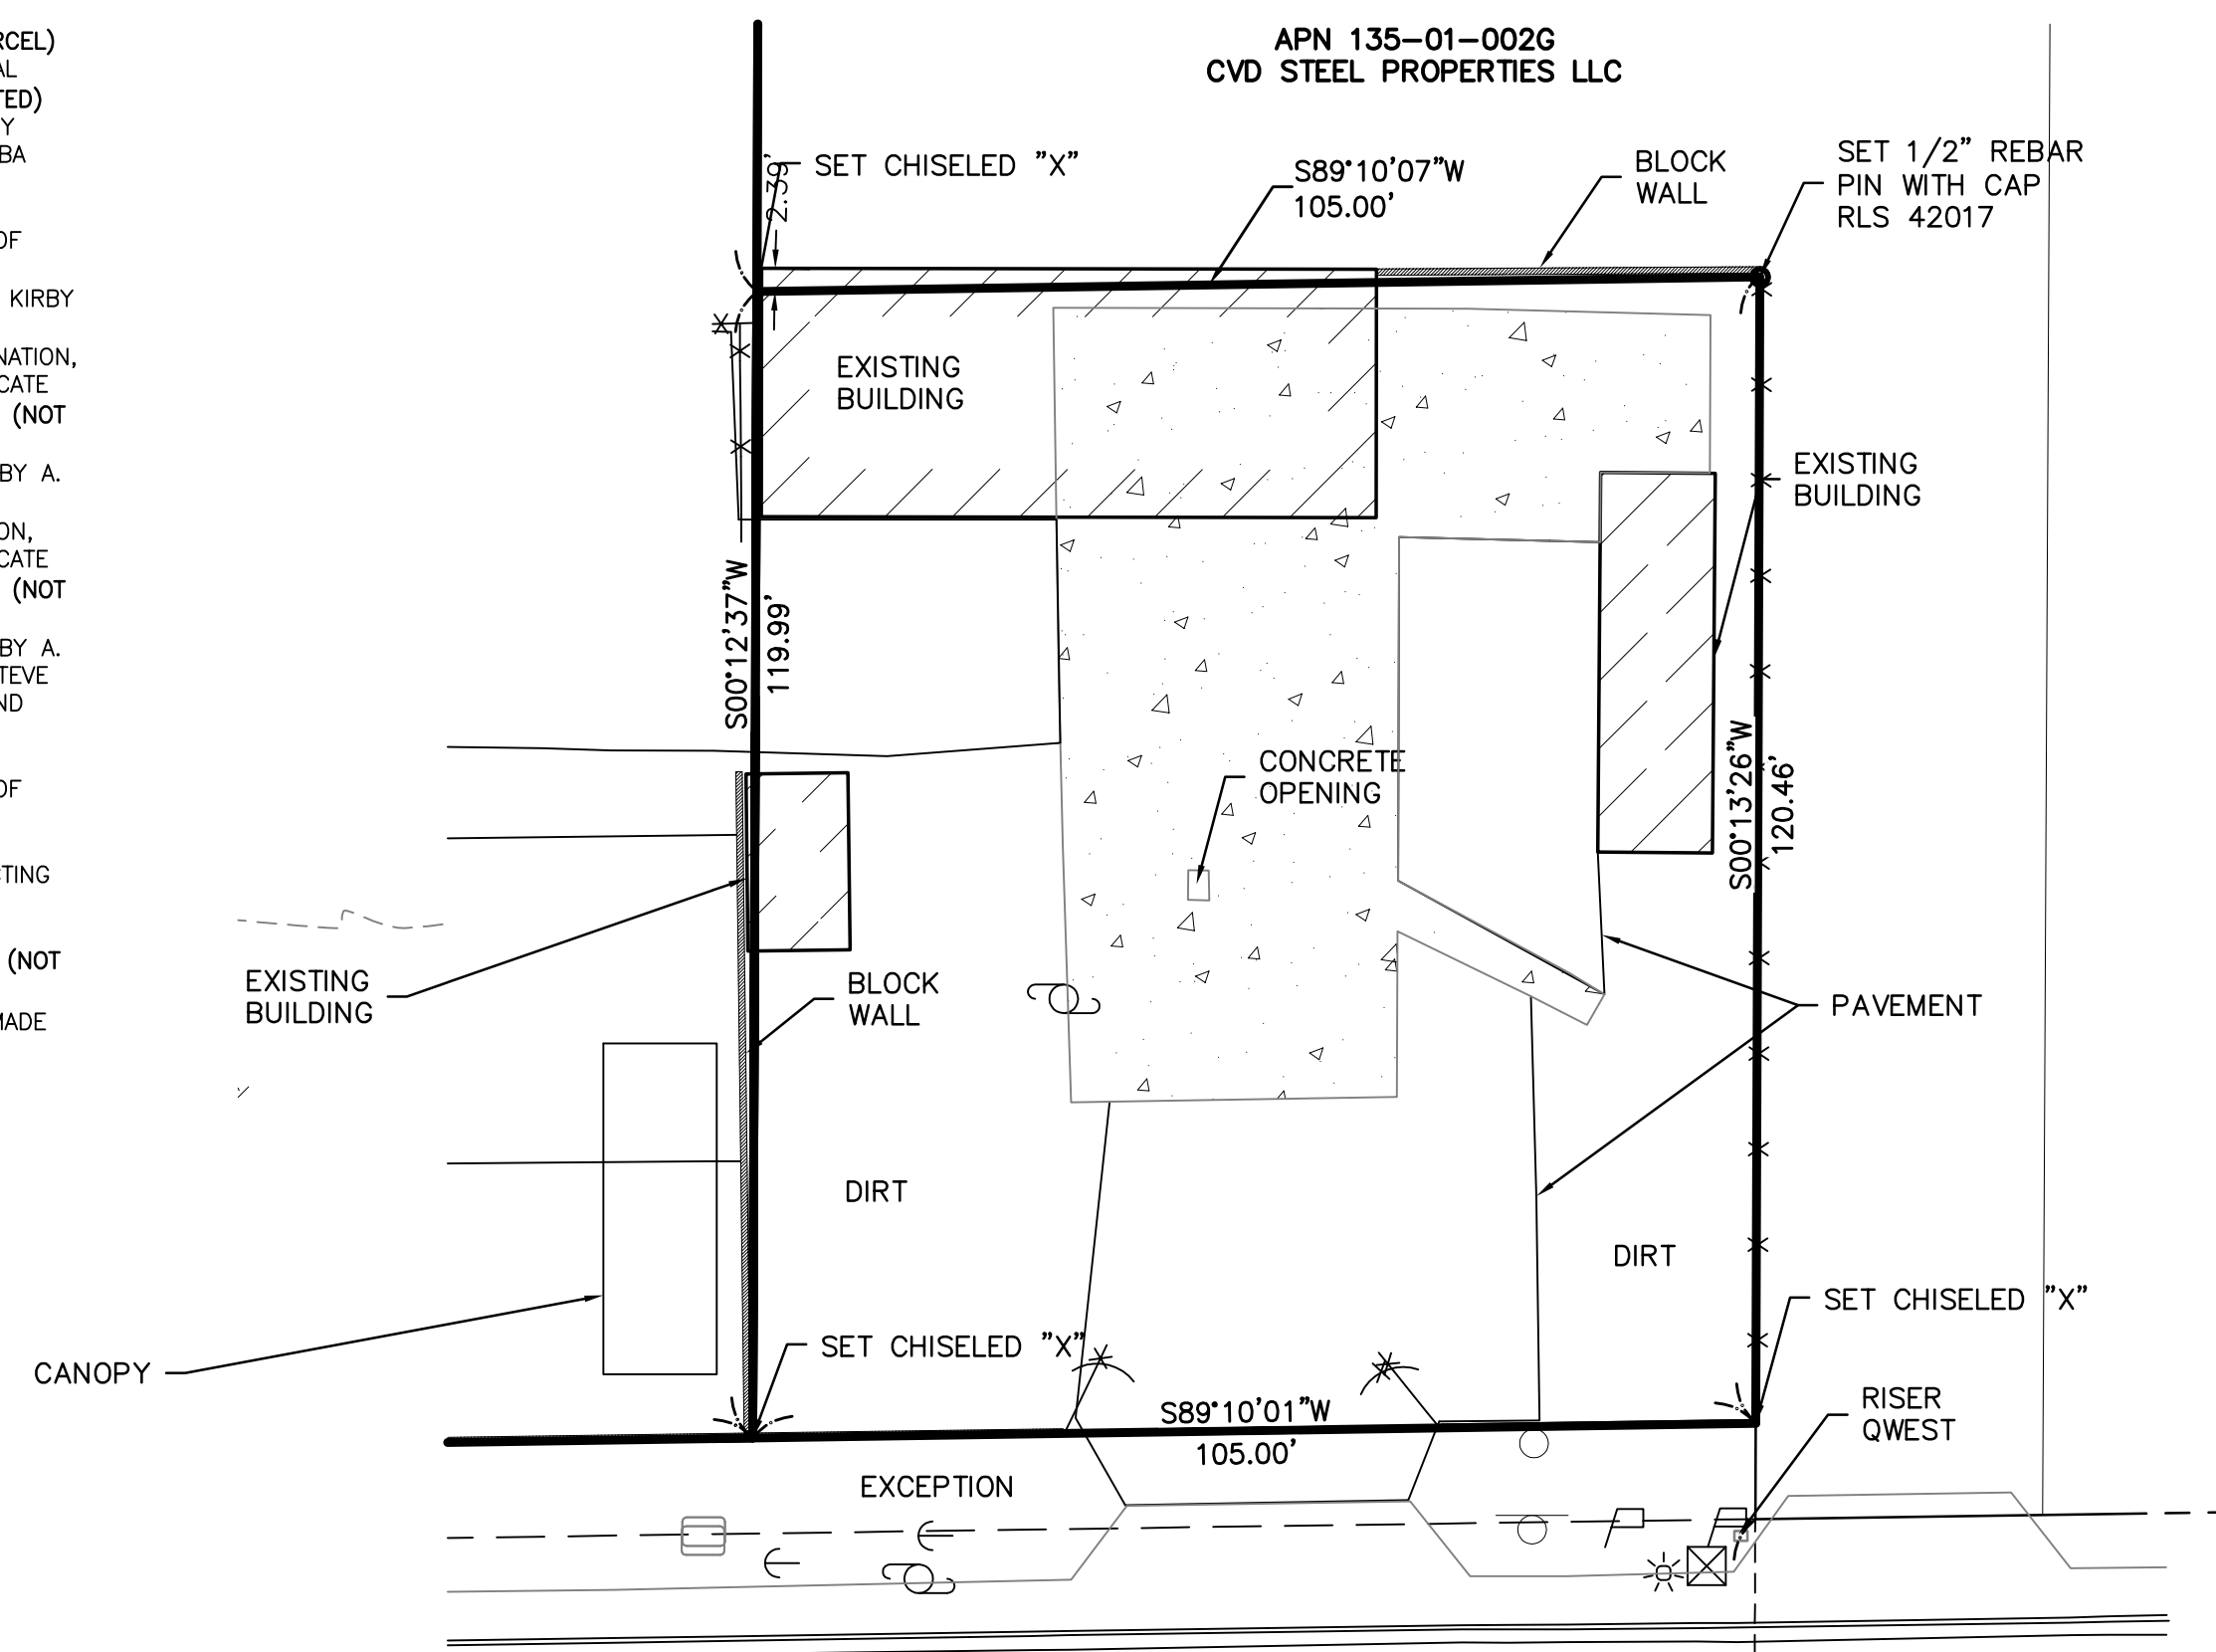 RCEL)
AL
TED)
Y
BA
OF
KIRBY
NATION,
CATE
(NOT
BY A.
ON,
CATE
(NOT
BY A.
TEVE
ND
OF
TING
(NOT
MADE
APN 135-01-002G
CVD STEEL PROPERTIES LLC
SET CHISELED "X"
2.39'
S89°10'07"W
105.00'
BLOCK
WALL
SET 1/2" REBAR
PIN WITH CAP
RLS 42017
EXISTING
BUILDING
EXISTING
BUILDING
S00°12'37"W
119.99'
CONCRETE
OPENING
S00°13'26"W
120.46'
EXISTING
BUILDING
BLOCK
WALL
PAVEMENT
DIRT
DIRT
SET CHISELED "X"
SET CHISELED "X"
CANOPY
S89°10'01"W
105.00'
RISER
QWEST
EXCEPTION